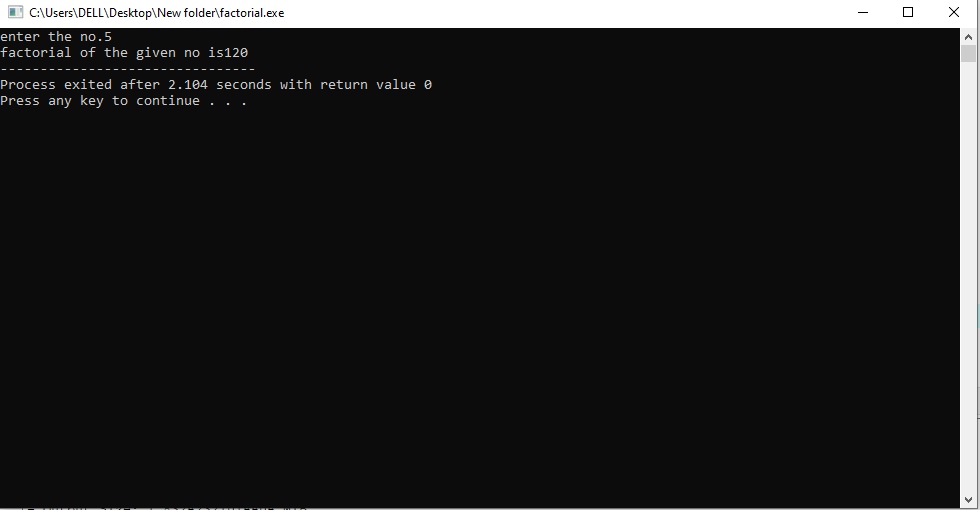 C:\Users\DELL\Desktop\New folder\factorial.exe
enter the no.5
factorial of the given no is120
--------------------------------
Process exited after 2.104 seconds with return value 0
Press any key to continue . . .